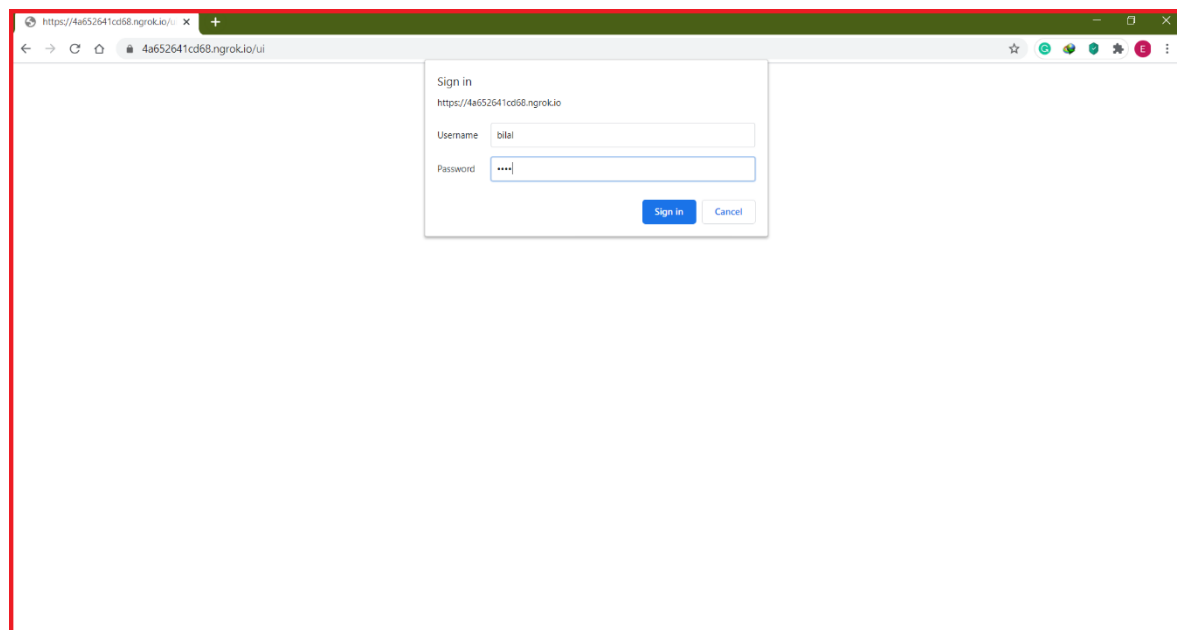 https://4a652641cd68.ngrok.io/u
4a652641cd68.ngrok.io/ui
E
Sign in
https://4a652641cd68.ngrok.io
Username bilal
Password ••••
Sign in Cancel